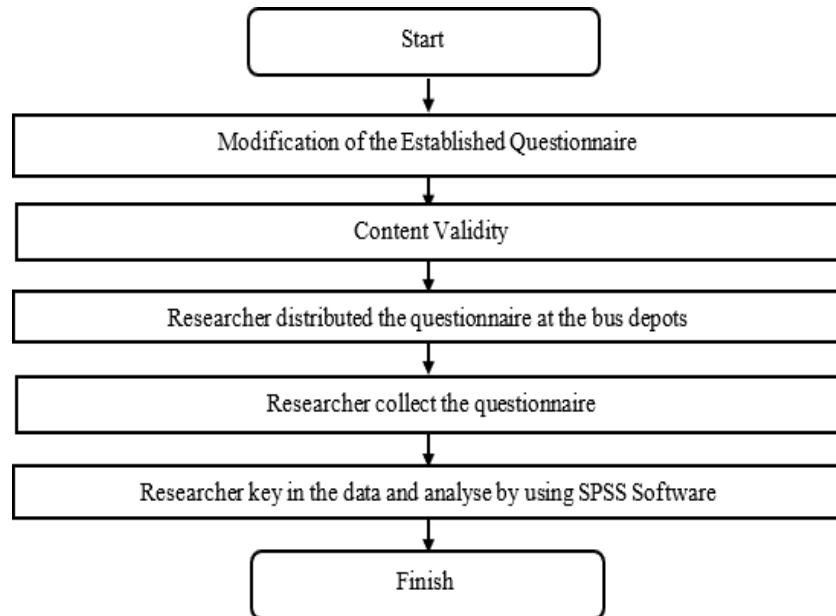 Start
Modification of the Established Questionnaire
Content Validity
Researcher distributed the questionnaire at the bus depots
Researcher collect the questionnaire
Researcher key in the data and analyse by using SPSS Software
Finish